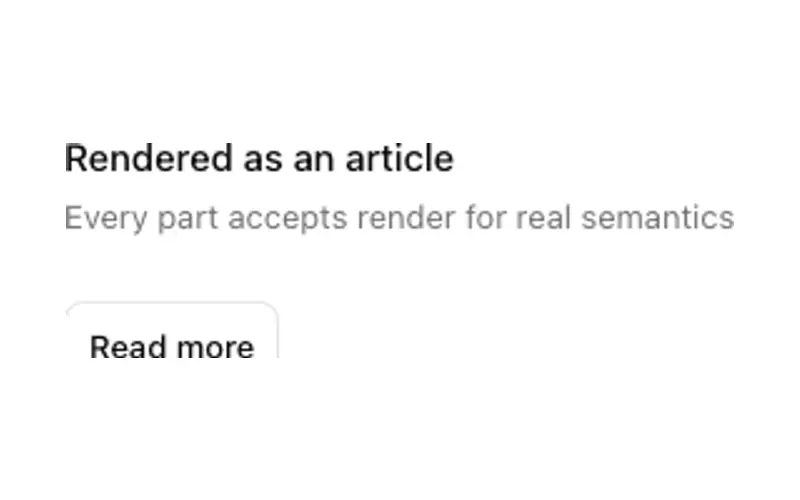 Rendered as an article
Every part accepts render for real semantics
Read more